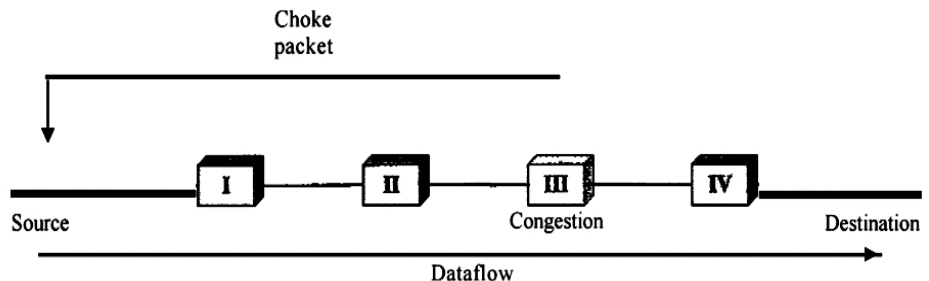 Choke
packet
I II III IV
Source Congestion Destination
Dataflow